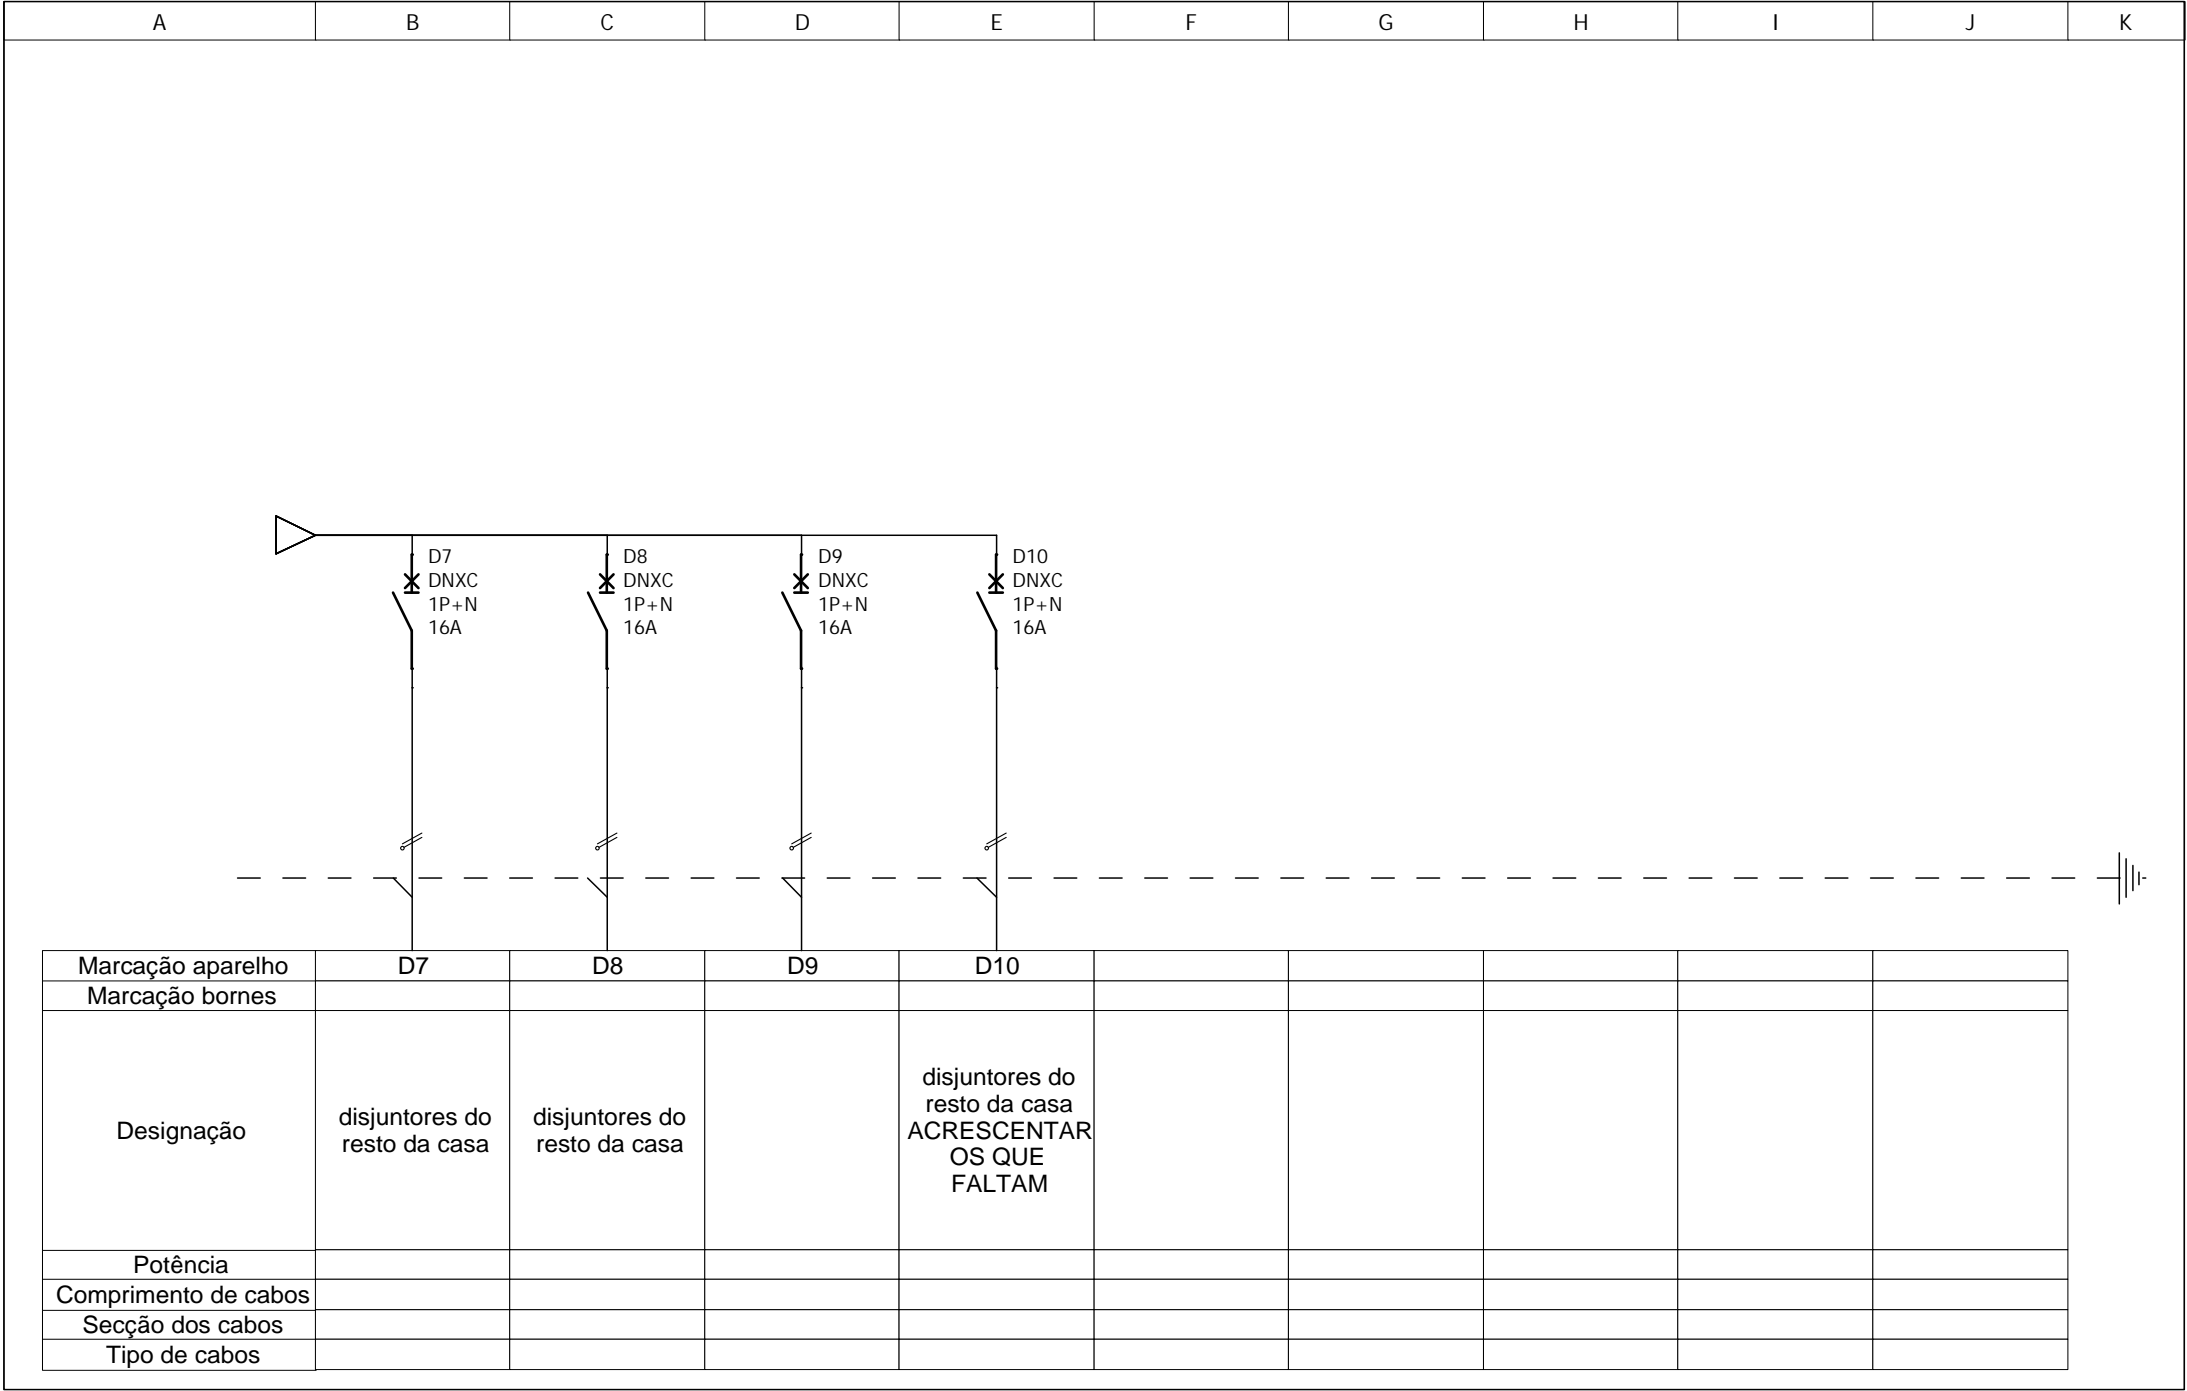 A B C D E F G H I J K
D7 D8 D9 D10
DNXC DNXC DNXC DNXC
1P+N 1P+N 1P+N 1P+N
16A 16A 16A 16A
Marcação aparelho D7 D8 D9 D10
Marcação bornes
Designação
disjuntores do
resto da casa
disjuntores do
resto da casa
disjuntores do
resto da casa
ACRESCENTAR
OS QUE
FALTAM
Potência
Comprimento de cabos
Secção dos cabos
Tipo de cabos